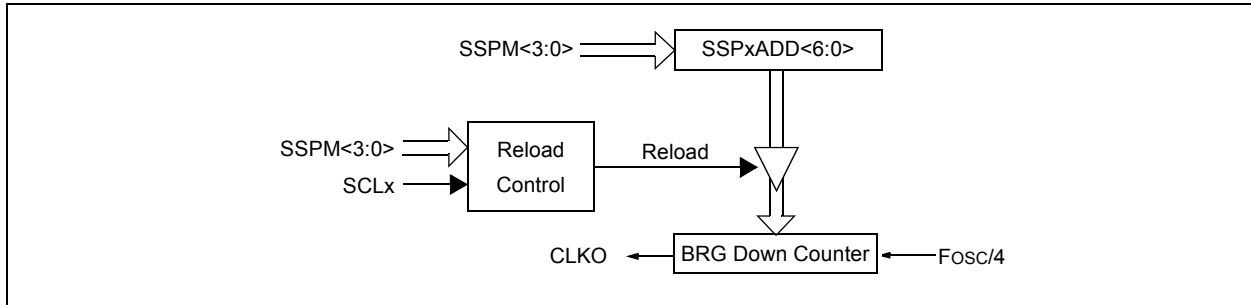 SSPM<3:0>
SSPxADD<6:0>
SSPM<3:0>
SCLx
Reload
Control
Reload
CLKO
BRG Down Counter
FOSC/4